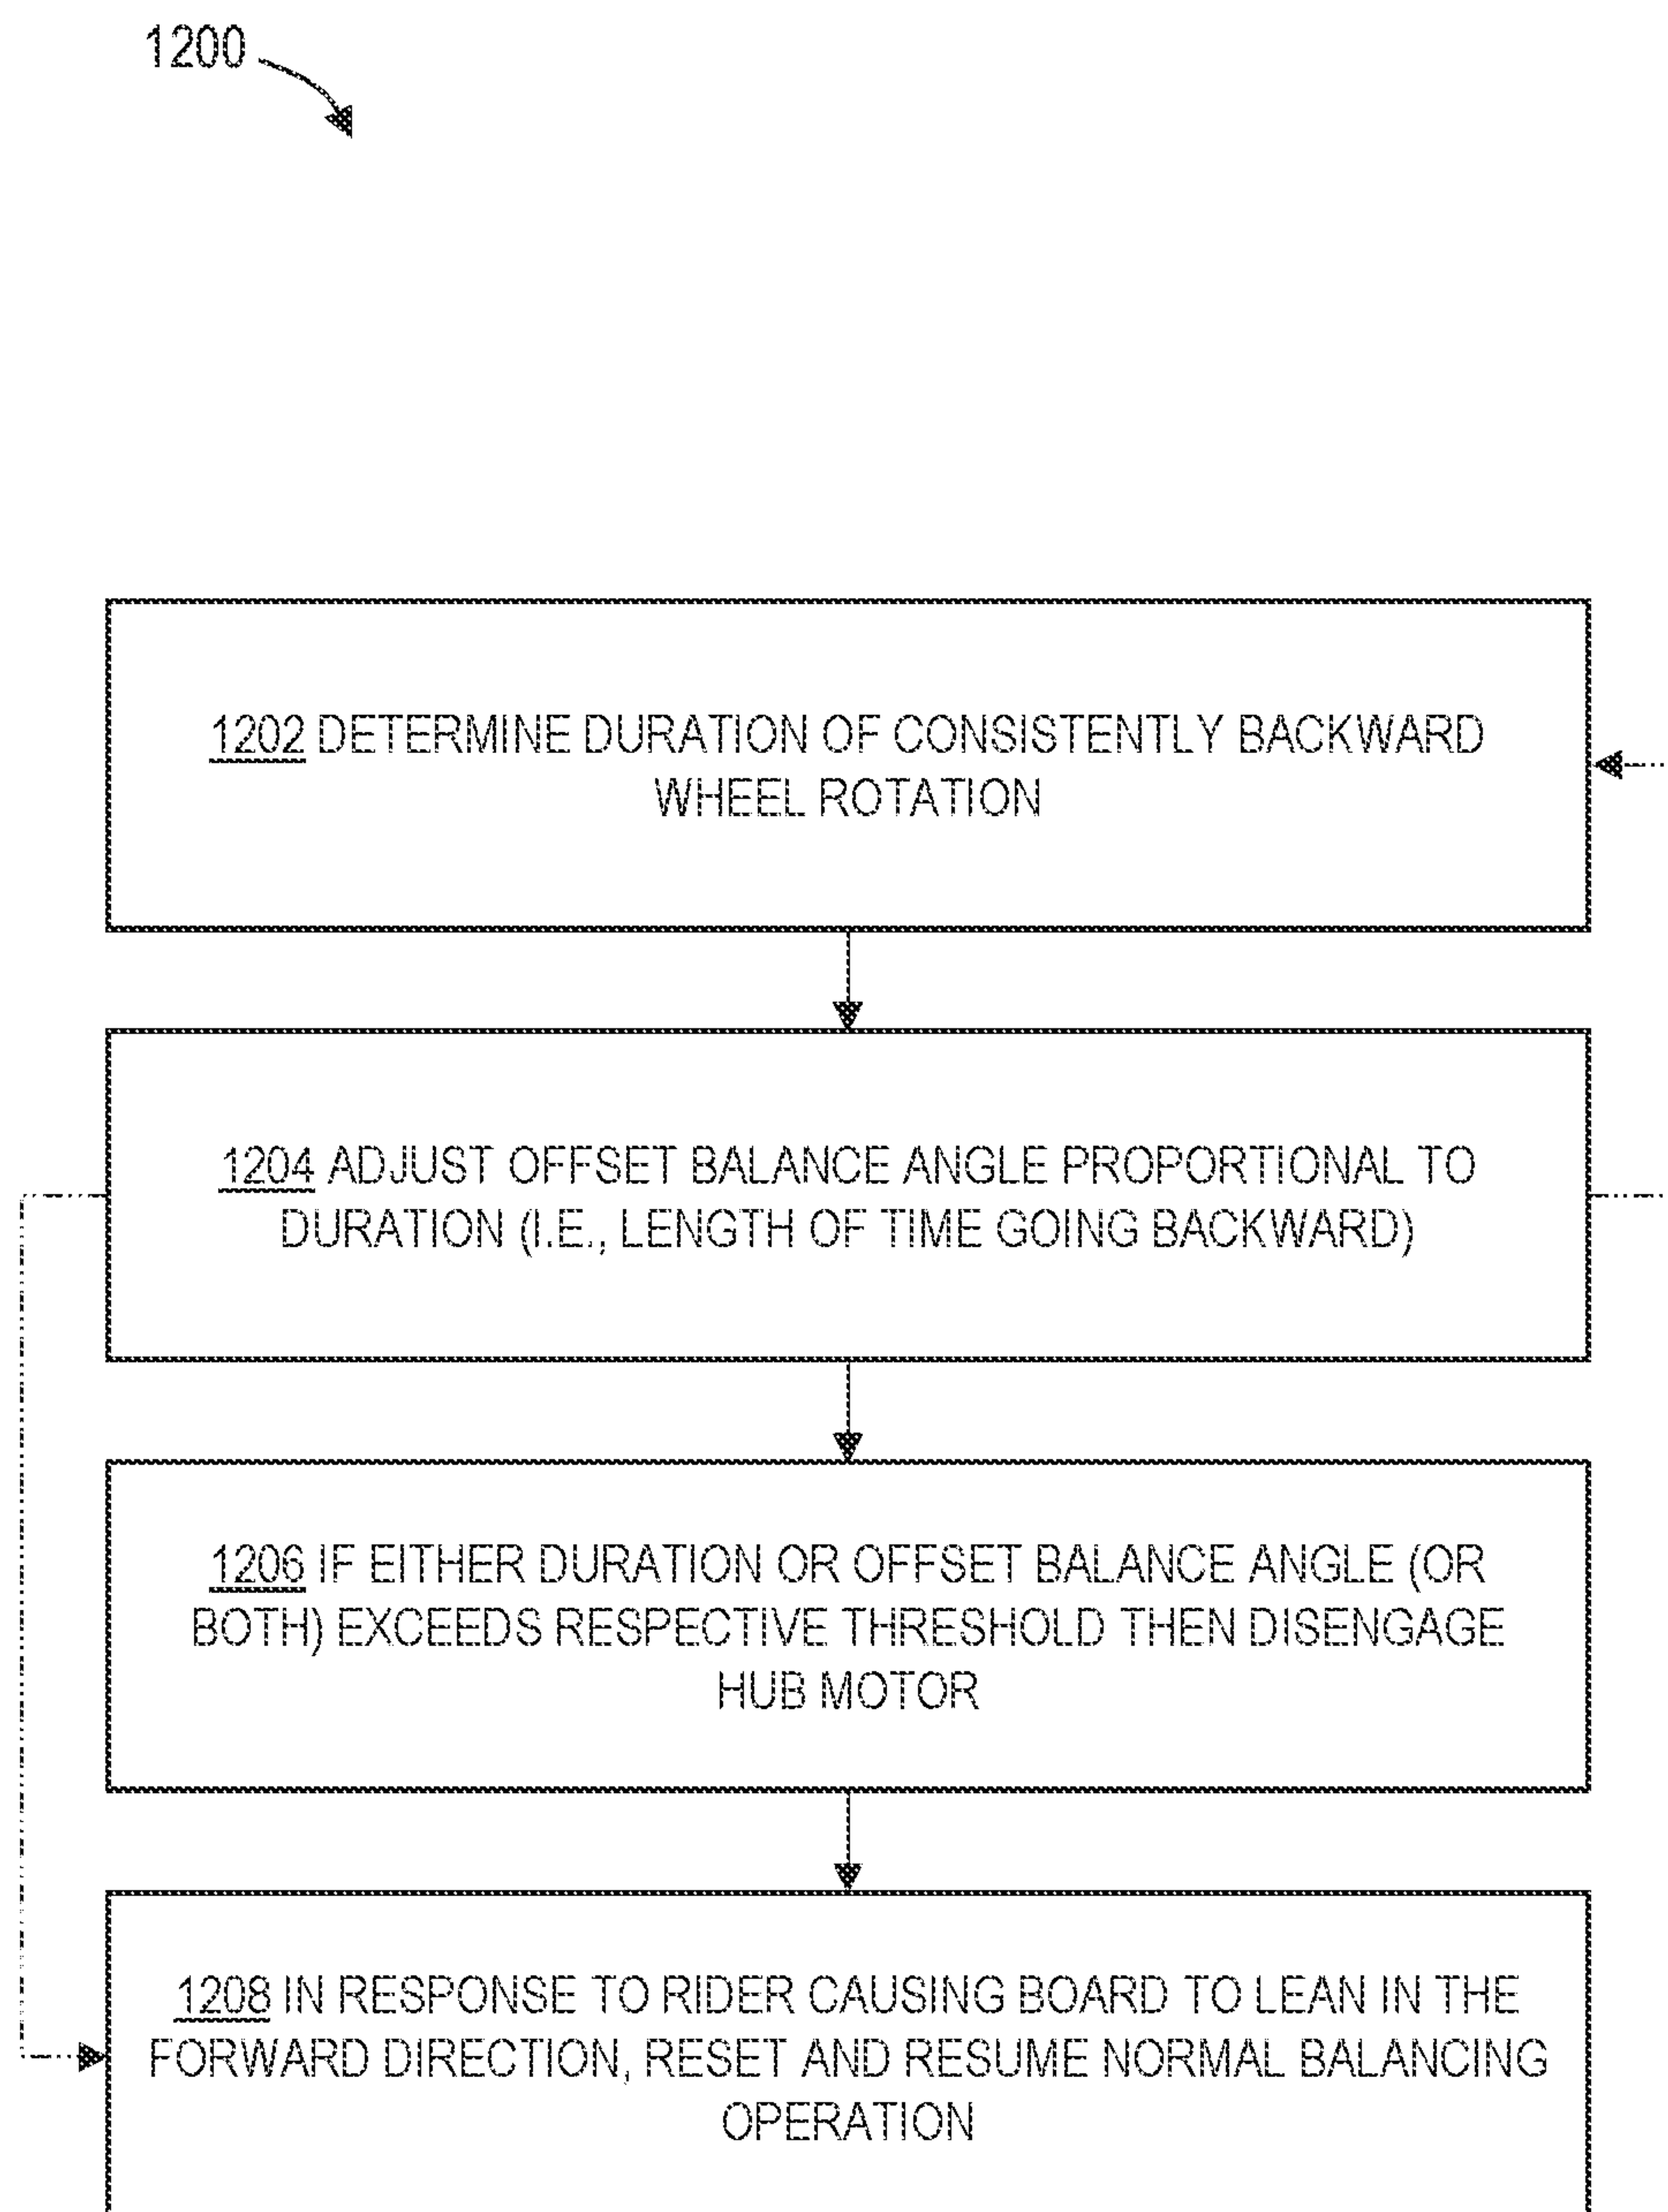 1200
1202 DETERMINE DURATION OF CONSISTENTLY BACKWARD
WHEEL ROTATION
1204 ADJUST OFFSET BALANCE ANGLE PROPORTIONAL TO
DURATION (I.E., LENGTH OF TIME GOING BACKWARD)
1206 IF EITHER DURATION OR OFFSET BALANCE ANGLE (OR
BOTH) EXCEEDS RESPECTIVE THRESHOLD THEN DISENGAGE
HUB MOTOR
1208 IN RESPONSE TO RIDER CAUSING BOARD TO LEAN IN THE
FORWARD DIRECTION, RESET AND RESUME NORMAL BALANCING
OPERATION